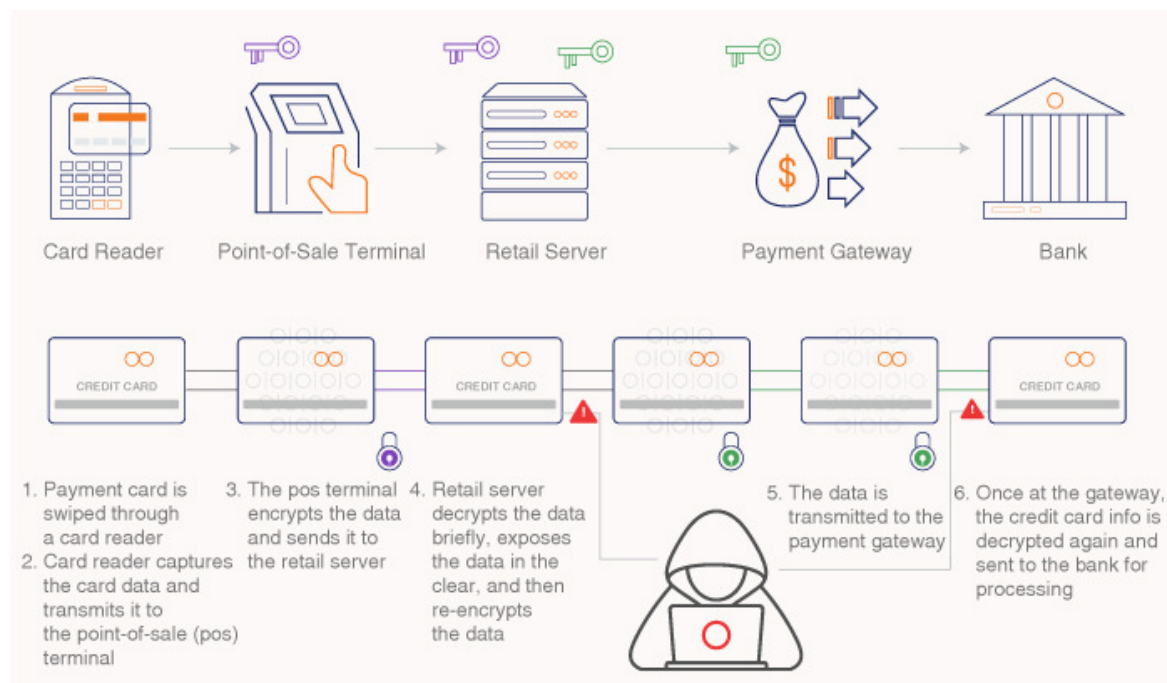 $
Card Reader
Point-of-Sale Terminal
Retail Server
Payment Gateway
Bank
CREDIT CARD
CREDIT CARD
CREDIT CARD
1. Payment card is
swiped through
a card reader
2. Card reader captures
the card data and
transmits it to
the point-of-sale (pos)
terminal
3. The pos terminal
encrypts the data
and sends it to
the retail server
4. Retail server
decrypts the data
briefly, exposes
the data in the
clear, and then
re-encrypts
the data
5. The data is
transmitted to the
payment gateway
6. Once at the gateway,
the credit card info is
decrypted again and
sent to the bank for
processing